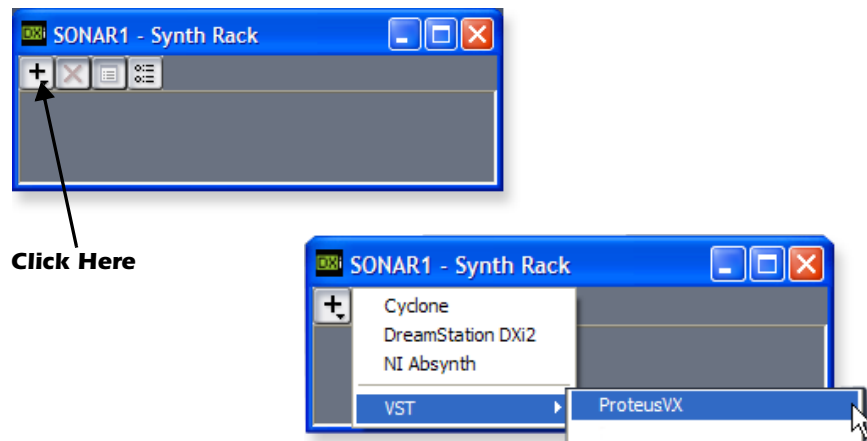 DXi SONAR1 - Synth Rack
Click Here
DXi SONAR1 - Synth Rack
Cyclone
DreamStation DXi2
NI Absynth
VST
ProteusVX